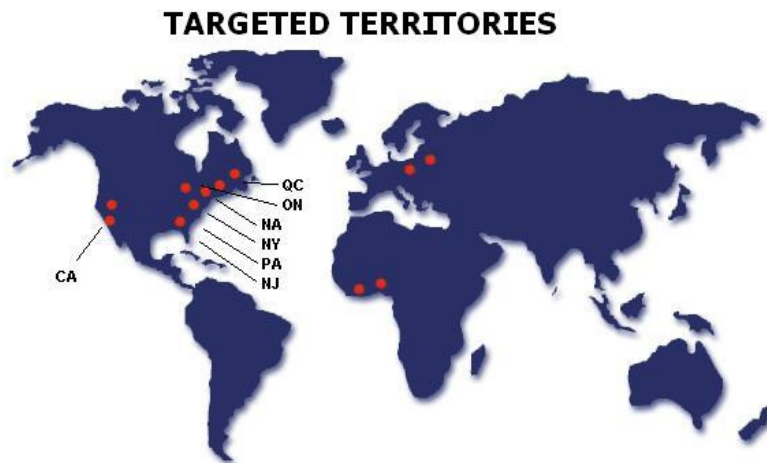 TARGETED TERRITORIES
QC
ON
NA
NY
PA
NJ
CA